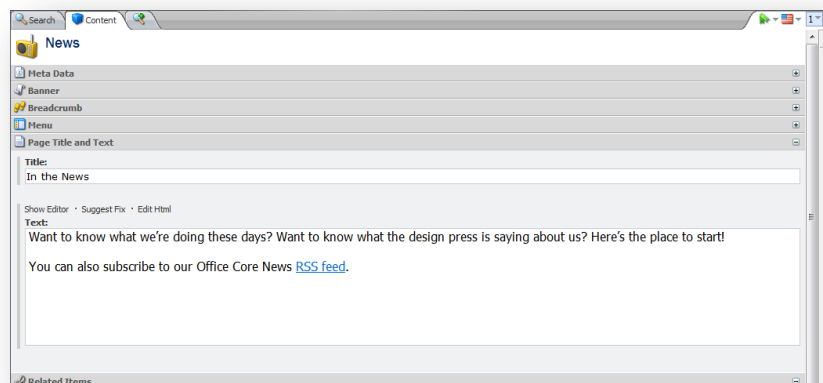 Search Content
1
News
Meta Data
Banner
Breadcrumb
Menu
Page Title and Text
Title:
In the News
Show Editor · Suggest Fix · Edit Html
Text:
Want to know what we're doing these days? Want to know what the design press is saying about us? Here's the place to start!
You can also subscribe to our Office Core News RSS feed.
Related Items